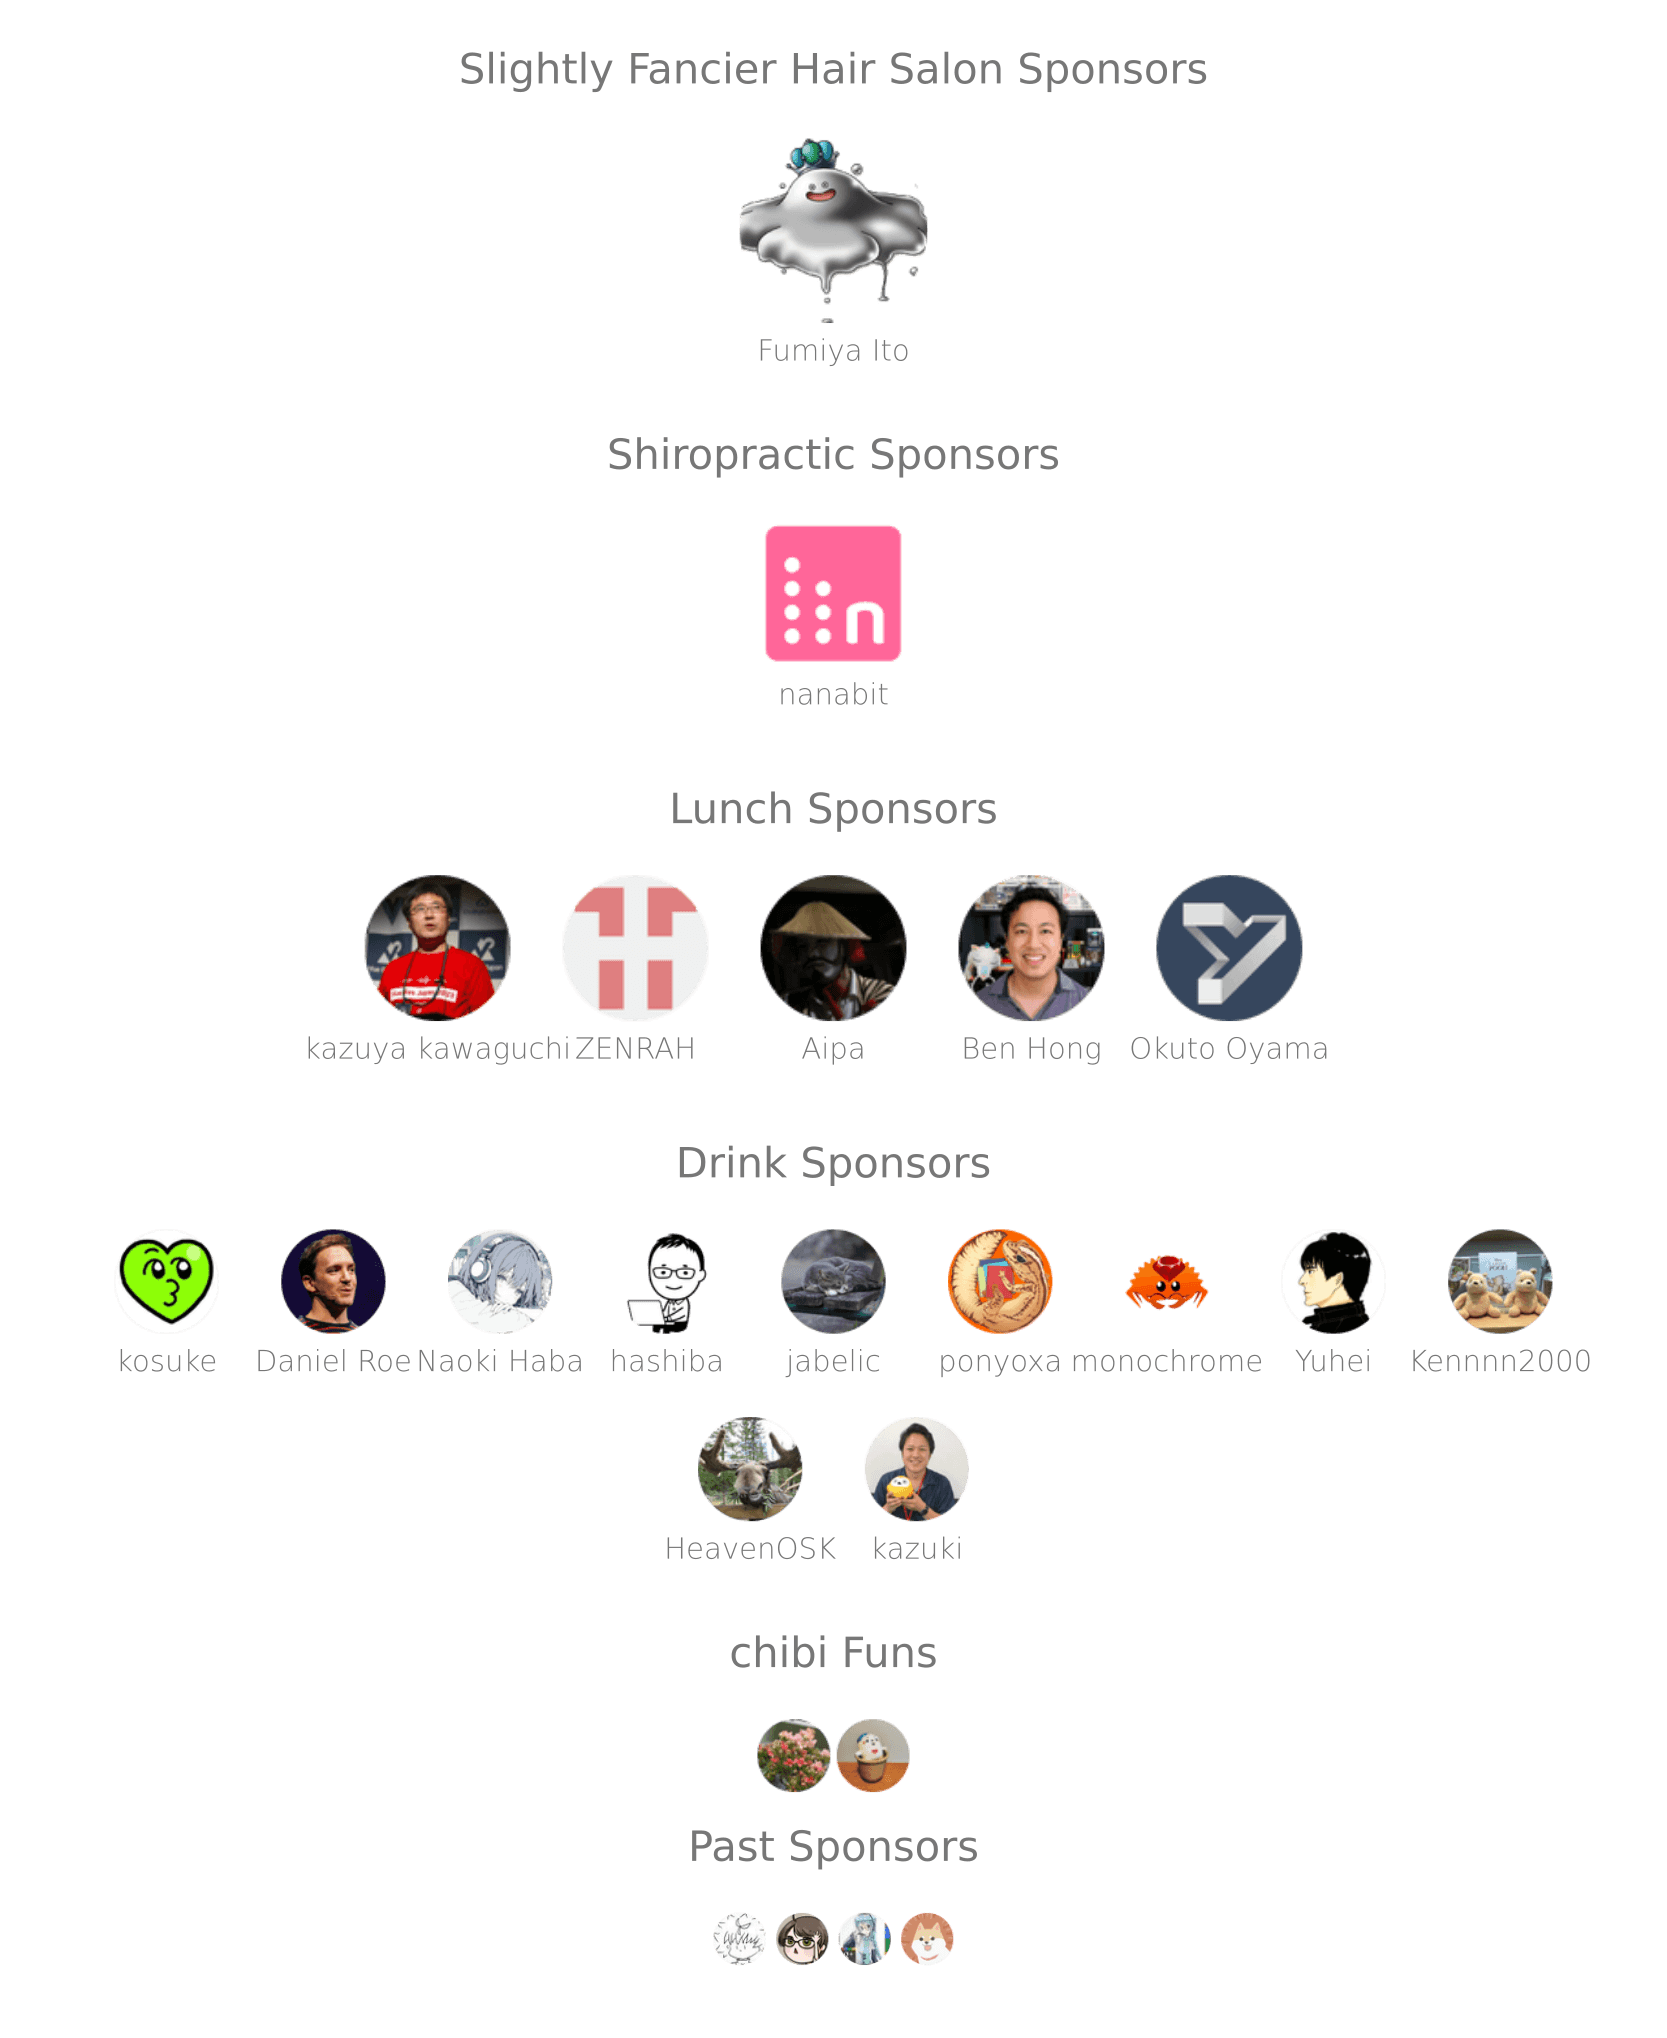 Slightly Fancier Hair Salon Sponsors
Fumiya Ito
Shiropractic Sponsors
n
nanabit
Lunch Sponsors
kazuya kawaguchi ZENRAH Aipa Ben Hong Okuto Oyama
Drink Sponsors
kosuke Daniel Roe Naoki Haba hashiba jabelic ponyoxa monochrome Yuhei Kennnn2000
HeavenOSK kazuki
chibi Funs
Past Sponsors